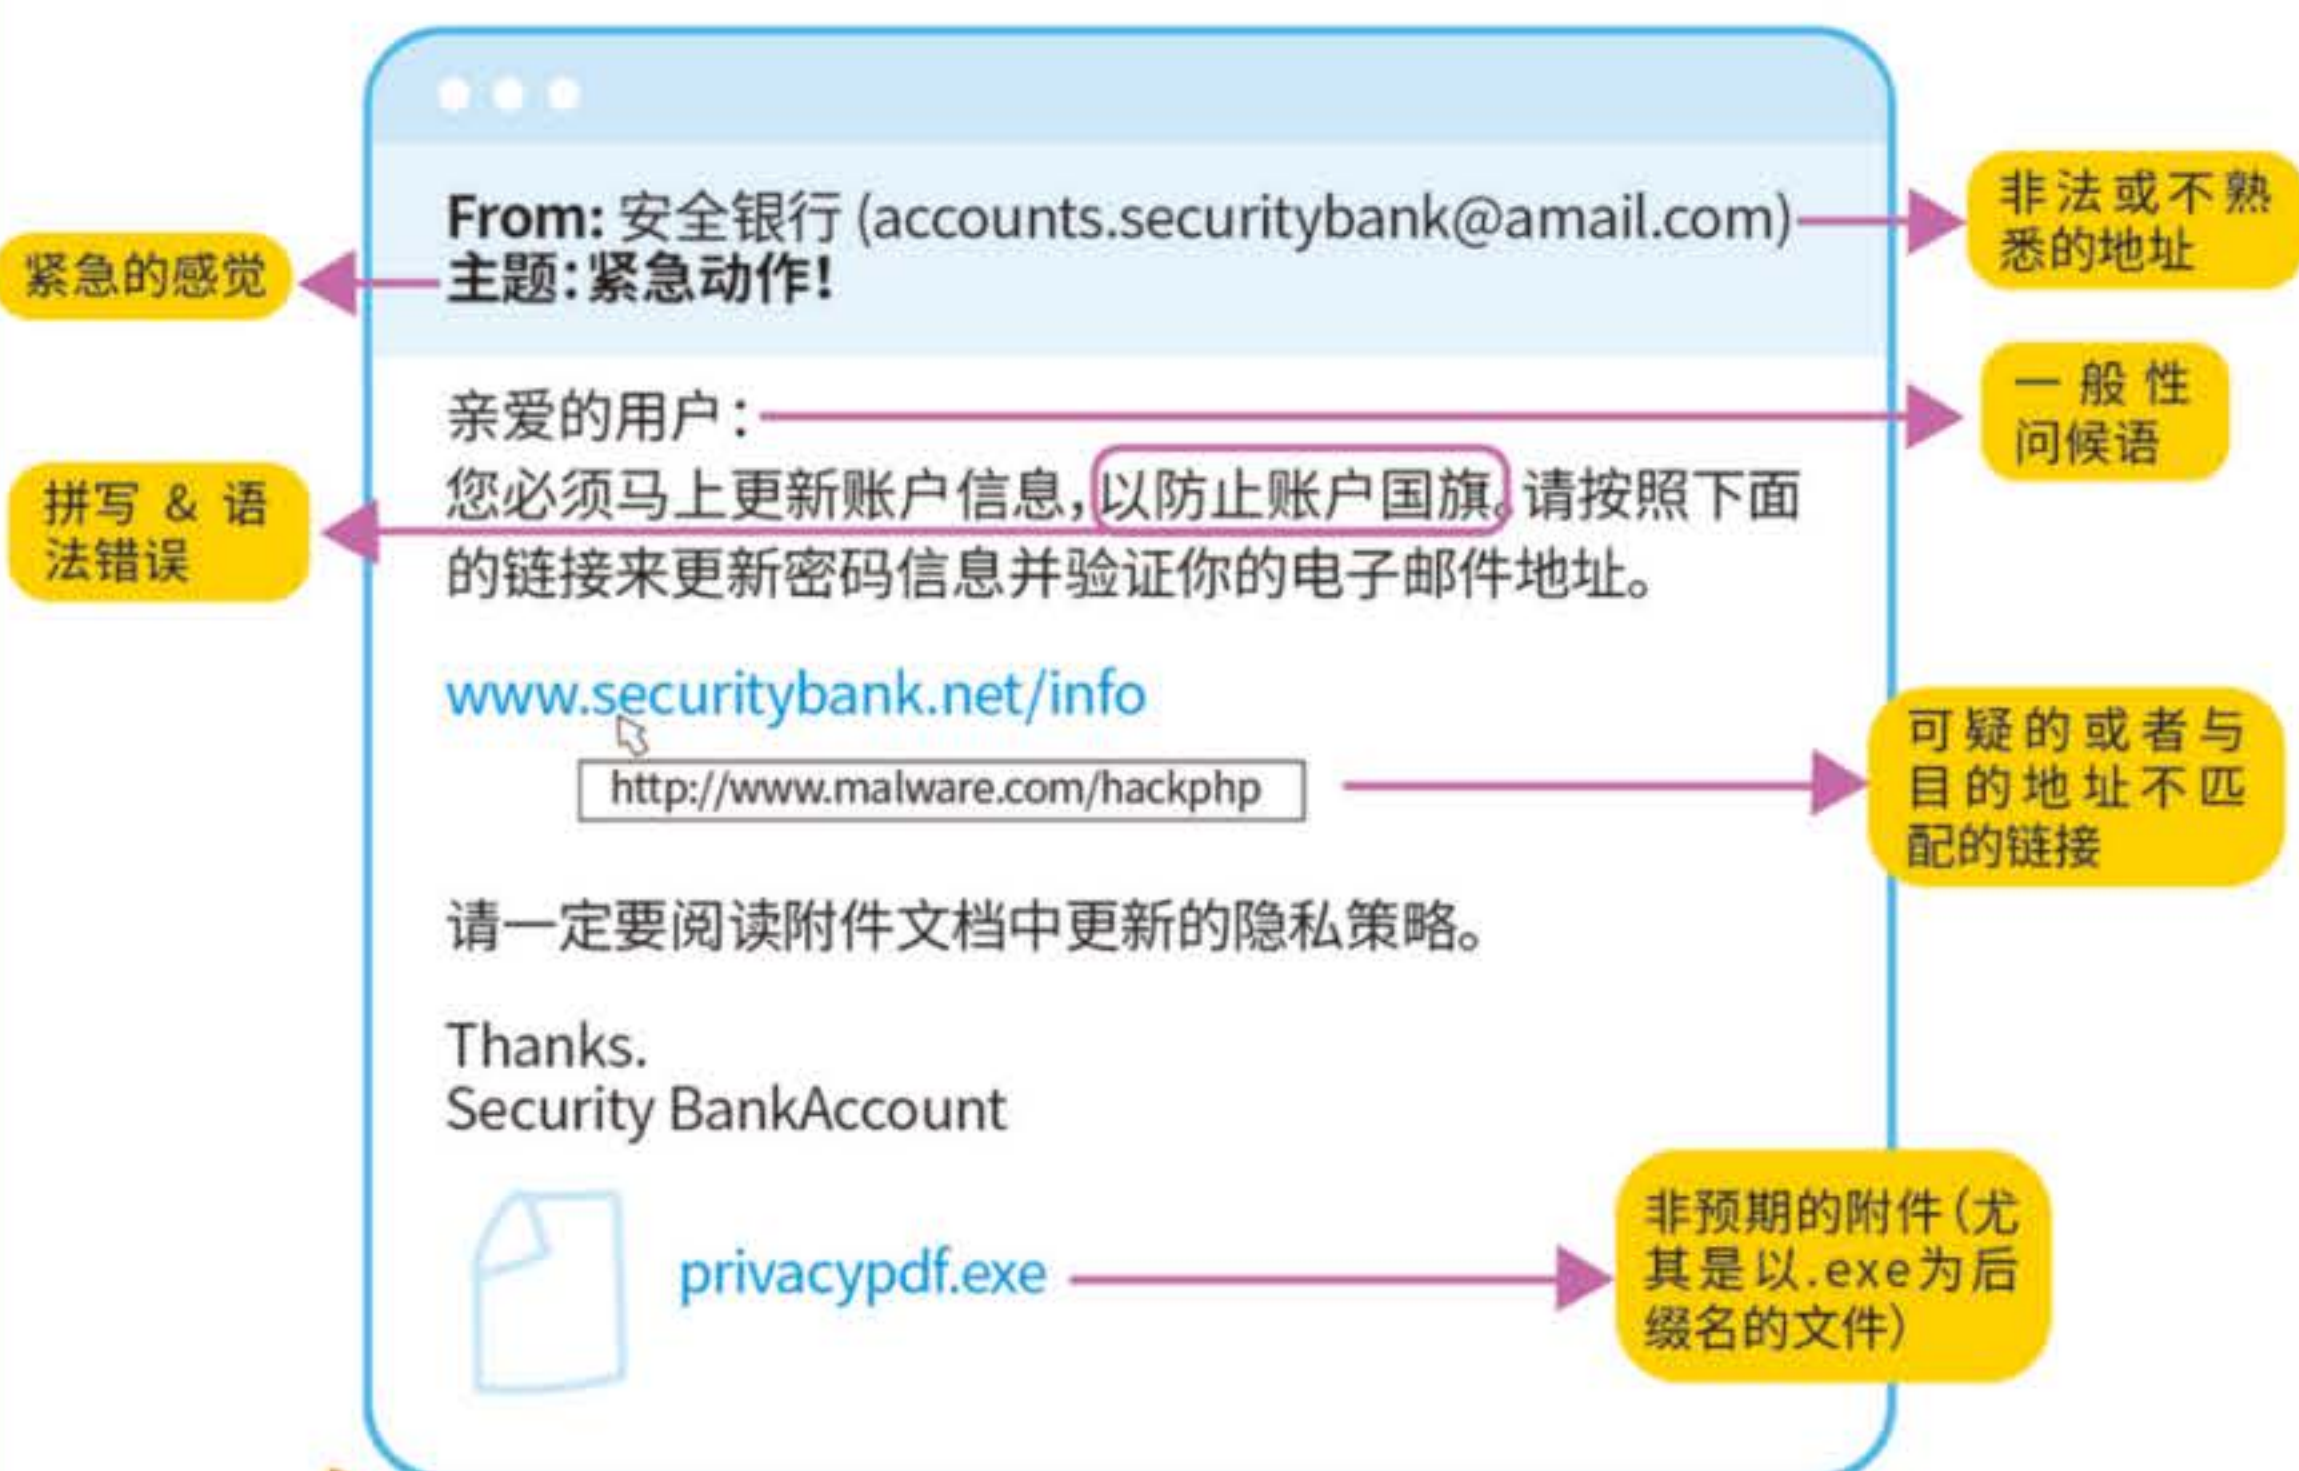 From: 安全银行 (accounts.securitybank@amail.com)
主题：紧急动作！
非法或不熟
悉的地址
紧急的感觉
亲爱的用户：
一般性
问候语
您必须马上更新账户信息，以防止账户国旗。请按照下面
的链接来更新密码信息并验证你的电子邮件地址。
拼写 & 语
法错误
www.securitybank.net/info
http://www.malware.com/hackphp
可疑的或者与
目的地址不匹
配的链接
请一定要阅读附件文档中更新的隐私策略。
Thanks.
Security BankAccount
privacypdf.exe
非预期的附件（尤
其是以.exe为后
缀名的文件）